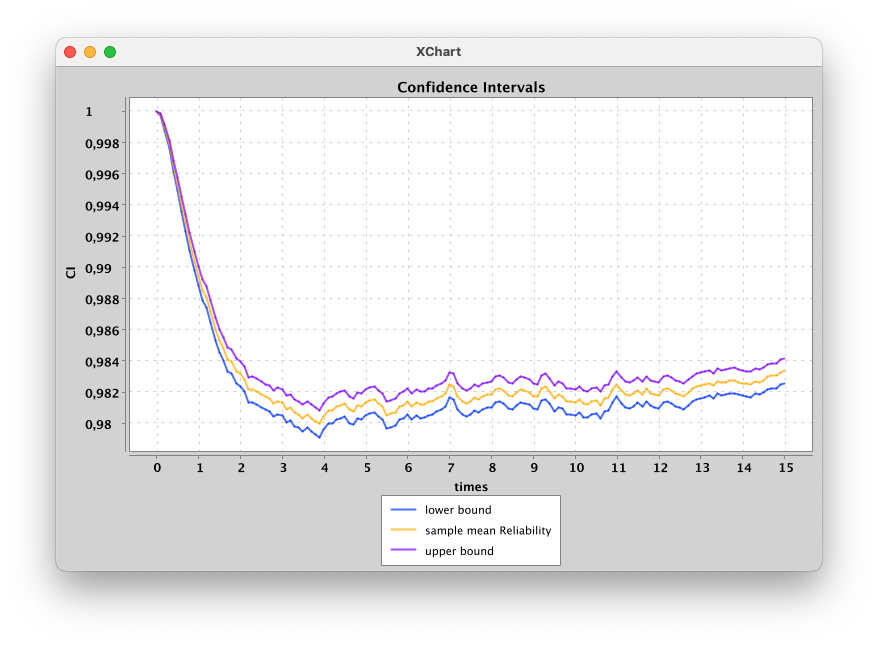 XChart
Confidence Intervals
1
0,998
0,996
0,994
0,992
0,99
0,988
0,986
0,984
0,982
0,98
CI
0 1 2 3 4 5 6 7 8 9 10 11 12 13 14 15
times
lower bound
sample mean Reliability
upper bound